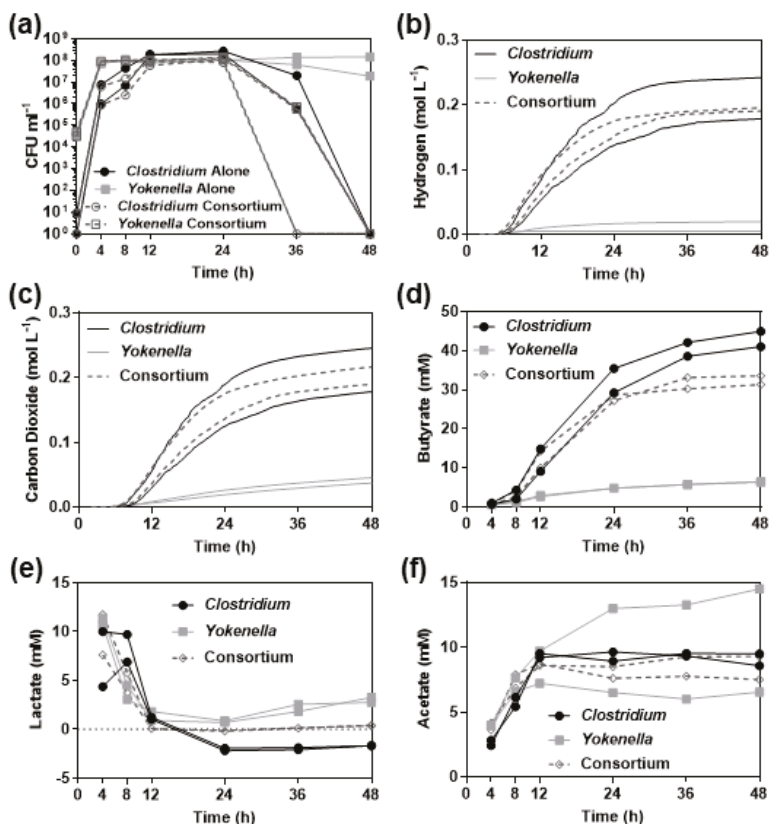 (a)
CFU ml⁻¹
10⁹
10⁸
10⁷
10⁶
10⁵
10⁴
10³
10²
10¹
10⁰
Clostridium Alone
Yokenella Alone
Clostridium Consortium
Yokenella Consortium
0 4 8 12 24 36 48
Time (h)
(b)
Hydrogen (mol L⁻¹)
0.3
0.2
0.1
0.0
Clostridium
Yokenella
Consortium
12 24 36 48
Time (h)
(c)
Carbon Dioxide (mol L⁻¹)
0.3
0.2
0.1
0.0
Clostridium
Yokenella
Consortium
12 24 36 48
Time (h)
(d)
Butyrate (mM)
50
40
30
20
10
0
Clostridium
Yokenella
Consortium
0 4 8 12 24 36 48
Time (h)
(e)
Lactate (mM)
15
10
5
0
-5
Clostridium
Yokenella
Consortium
0 4 8 12 24 36 48
Time (h)
(f)
Acetate (mM)
15
10
5
0
Clostridium
Yokenella
Consortium
0 4 8 12 24 36 48
Time (h)